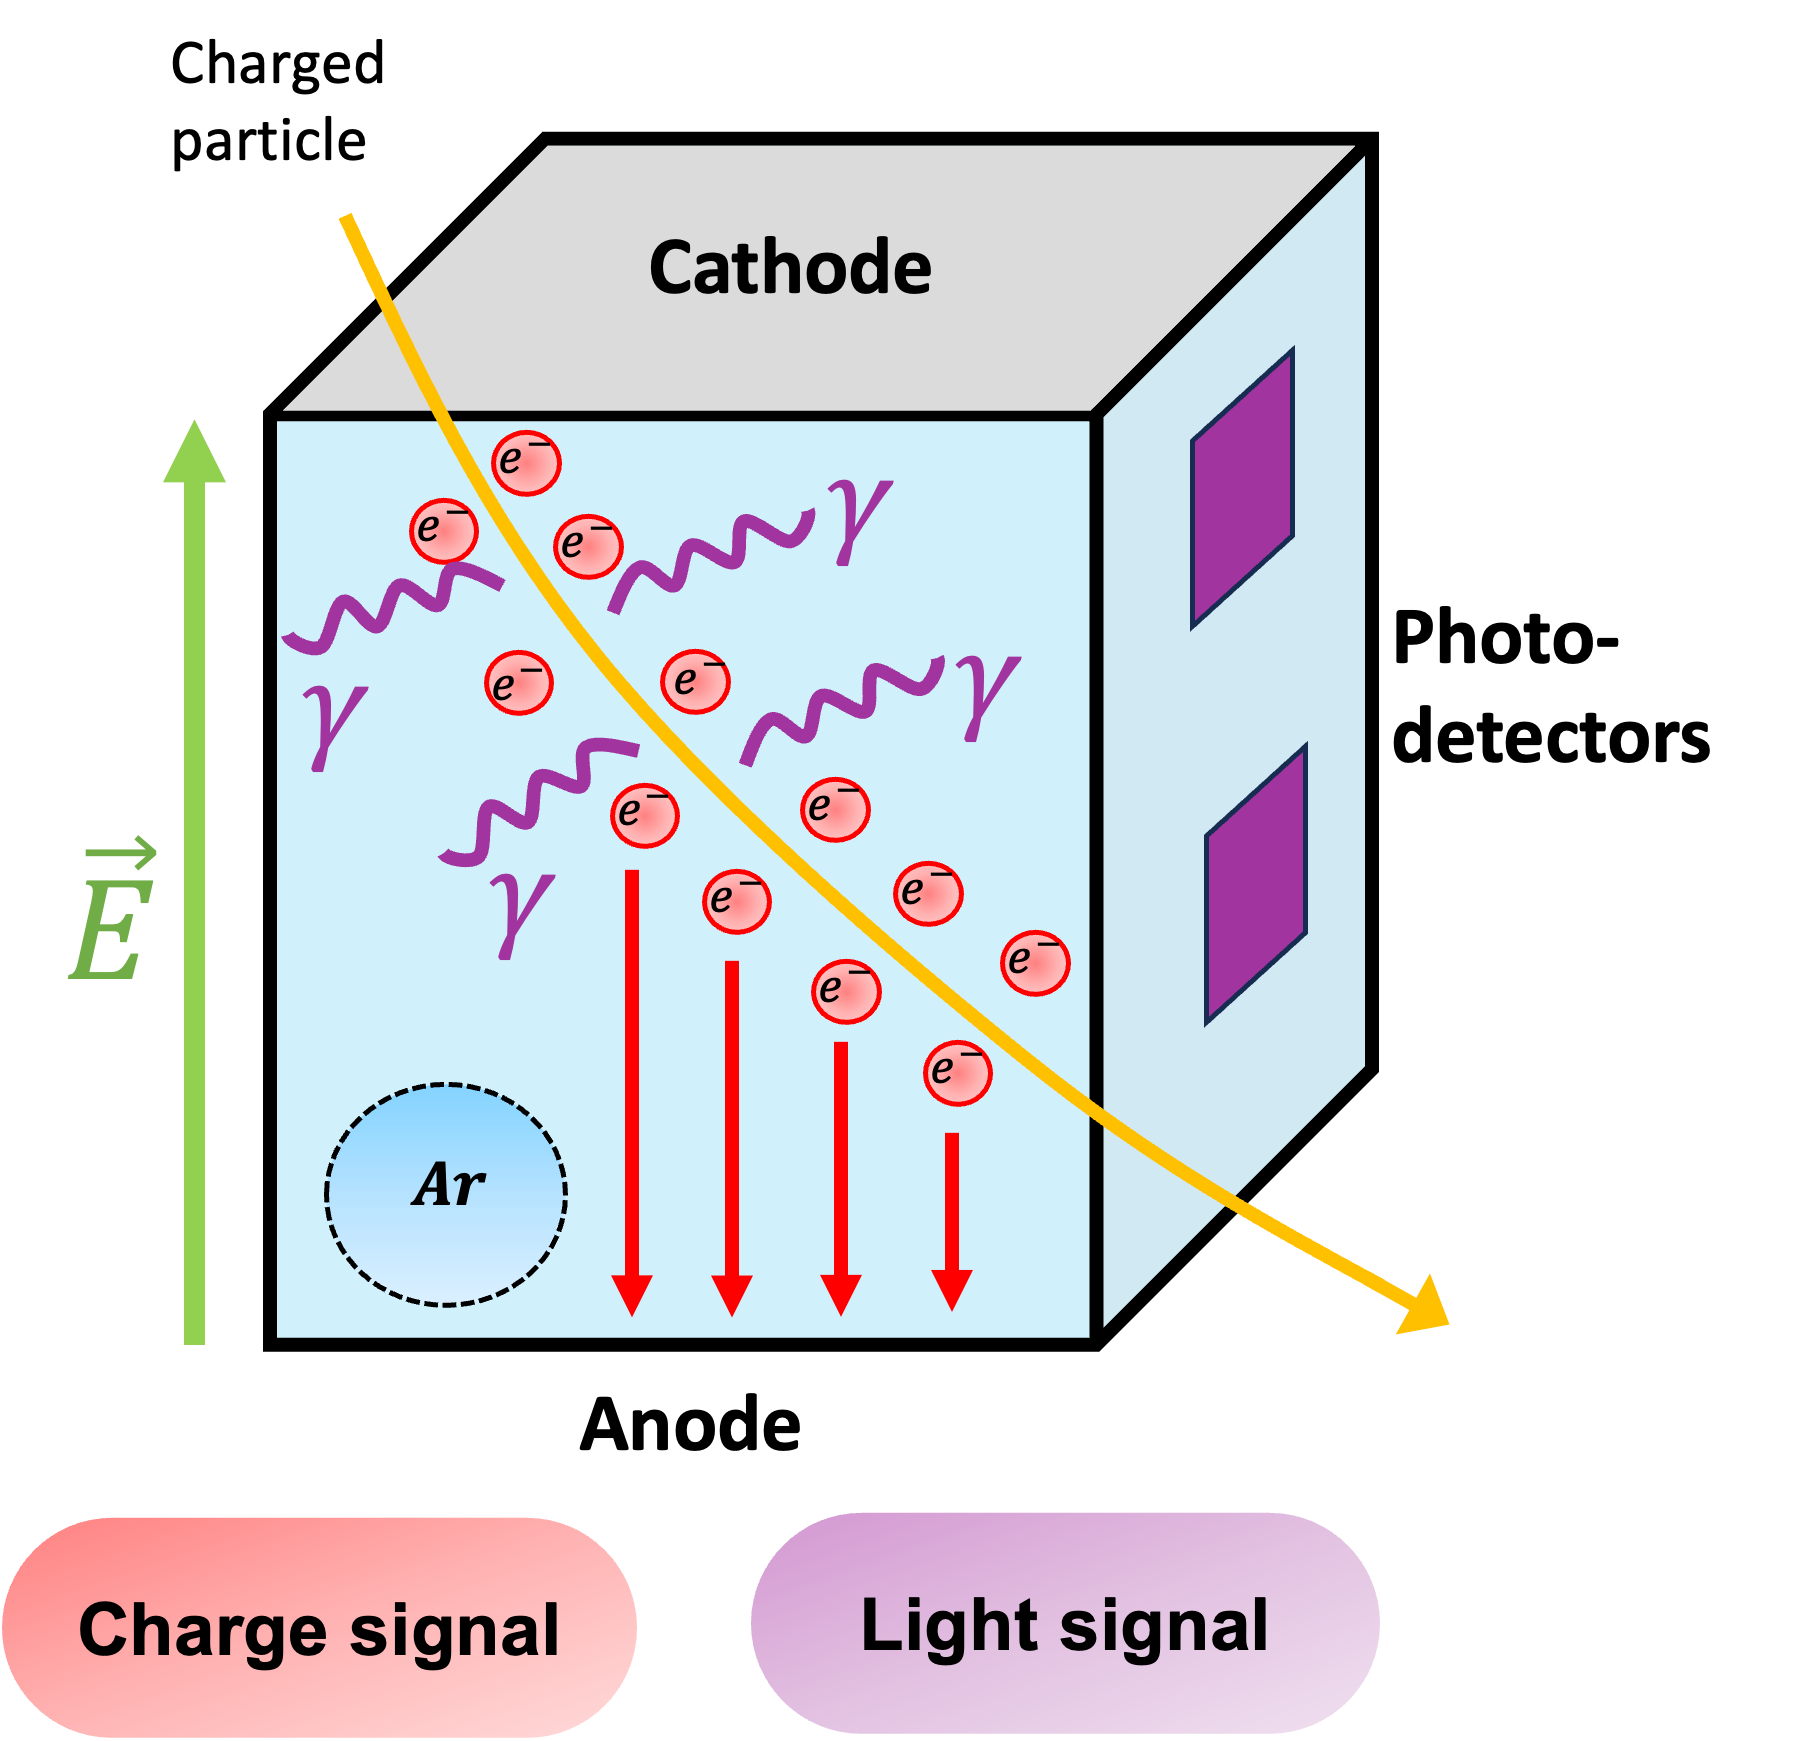 Charged
particle
Cathode
e⁻
e⁻
e⁻
γ
γ
e⁻
e⁻
γ
Photo-
detectors
e⁻
e⁻
γ
e⁻
e⁻
E⃗
e⁻
e⁻
e⁻
Ar
Anode
Charge signal
Light signal